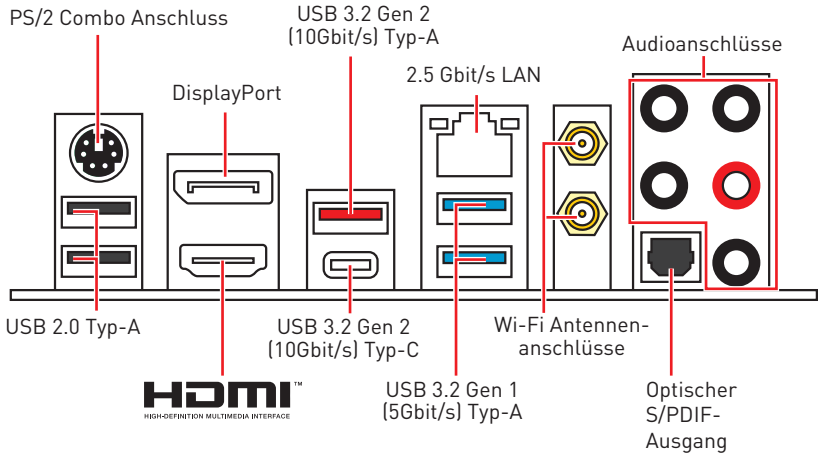 PS/2 Combo Anschluss
USB 3.2 Gen 2
(10Gbit/s) Typ-A
DisplayPort
2.5 Gbit/s LAN
Audioanschlüsse
USB 2.0 Typ-A
USB 3.2 Gen 2
(10Gbit/s) Typ-C
Wi-Fi Antennen-
anschlüsse
HDMI™
HIGH-DEFINITION MULTIMEDIA INTERFACE
USB 3.2 Gen 1
(5Gbit/s) Typ-A
Optischer
S/PDIF-
Ausgang